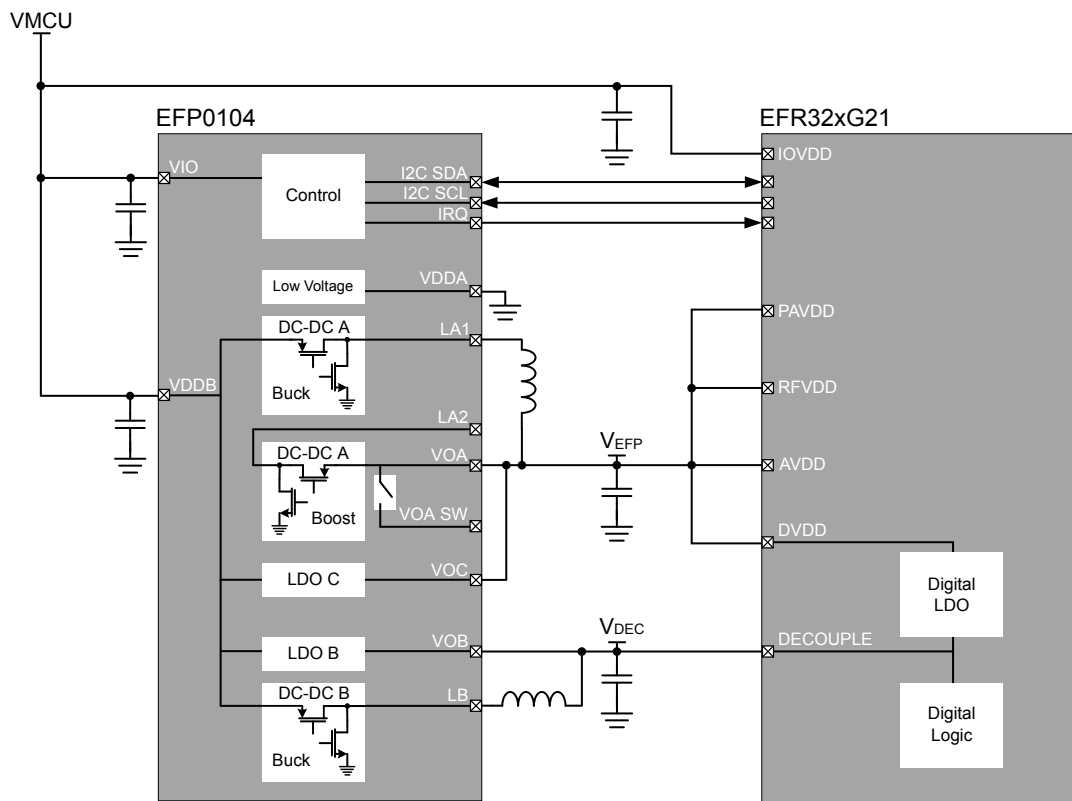 VMCU
EFP0104
EFR32xG21
VIO
Control
I2C SDA
I2C SCL
IRQ
IOVDD
Low Voltage
VDDA
PAVDD
DC-DC A
Buck
LA1
VDDB
RFVDD
LA2
DC-DC A
Boost
VOA
VEFP
AVDD
VOA SW
DVDD
LDO C
VOC
Digital
LDO
LDO B
VOB
VDEC
DECOUPLE
DC-DC B
Buck
LB
Digital
Logic